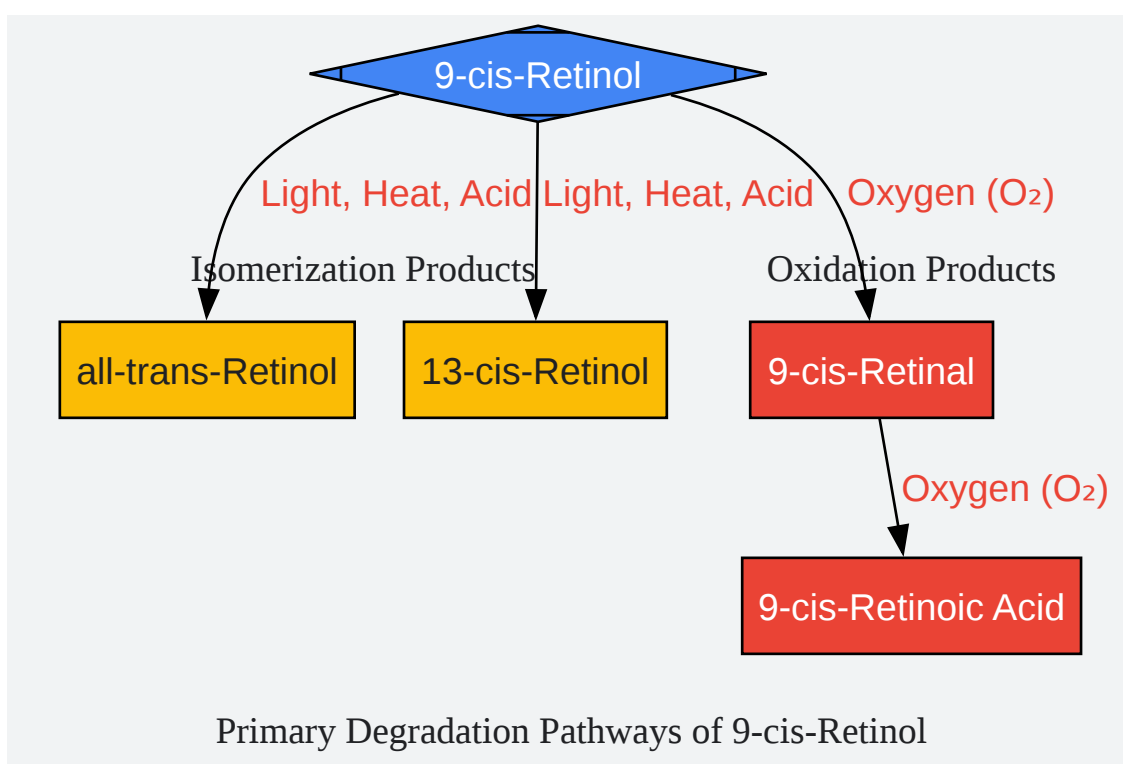 9-cis-Retinol
Light, Heat, Acid
Light, Heat, Acid
Oxygen (O₂)
Isomerization Products
Oxidation Products
all-trans-Retinol
13-cis-Retinol
9-cis-Retinal
Oxygen (O₂)
9-cis-Retinoic Acid
Primary Degradation Pathways of 9-cis-Retinol